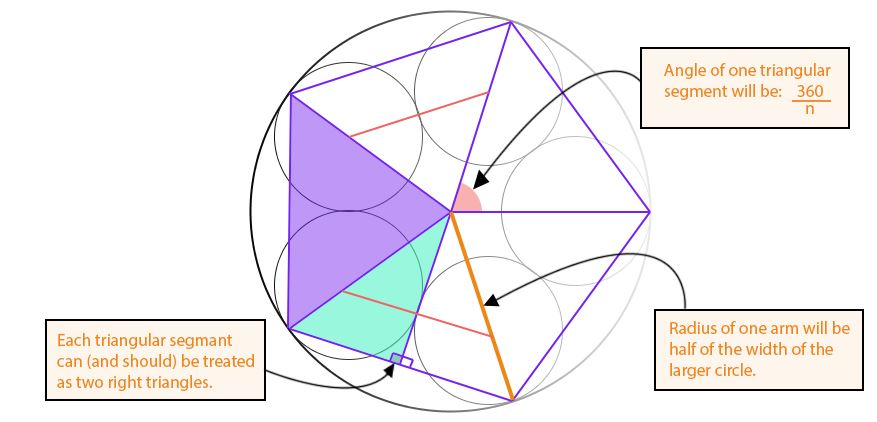 Angle of one triangular
segment will be: 360
n
Each triangular segmant
can (and should) be treated
as two right triangles.
Radius of one arm will be
half of the width of the
larger circle.